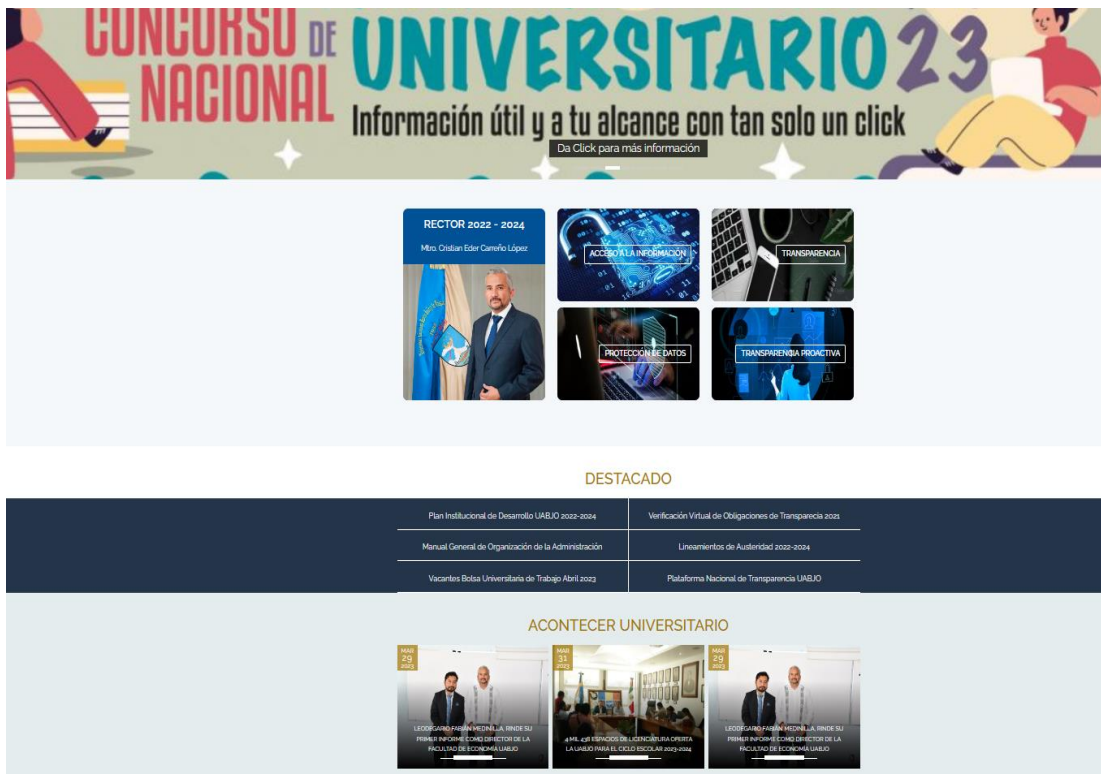 CONCURSO DE
NACIONAL
UNIVERSITARIO 23
Información útil y a tu alcance con tan solo un click
Da Click para más información
RECTOR 2022 - 2024
Mtro. Cristian Eder Carreño López
ACCESO A LA INFORMACIÓN
TRANSPARENCIA
PROTECCIÓN DE DATOS
TRANSPARENCIA PROACTIVA
DESTACADO
Plan Institucional de Desarrollo UABJO 2022-2024
Verificación Virtual de Obligaciones de Transparecia 2021
Manual General de Organización de la Administración
Lineamientos de Austeridad 2022-2024
Vacantes Bolsa Universitaria de Trabajo Abril 2023
Plataforma Nacional de Transparencia UABJO
ACONTECER UNIVERSITARIO
MAR
29
2023
LEODEGARIO FABIÁN MEDINILLA, RINDE SU
PRIMER INFORME COMO DIRECTOR DE LA
FACULTAD DE ECONOMÍA UABJO
MAR
31
2023
4 MIL 436 ESPACIOS DE LICENCIATURA OFERTA
LA UABJO PARA EL CICLO ESCOLAR 2023-2024
MAR
29
2023
LEODEGARIO FABIÁN MEDINILLA, RINDE SU
PRIMER INFORME COMO DIRECTOR DE LA
FACULTAD DE ECONOMÍA UABJO